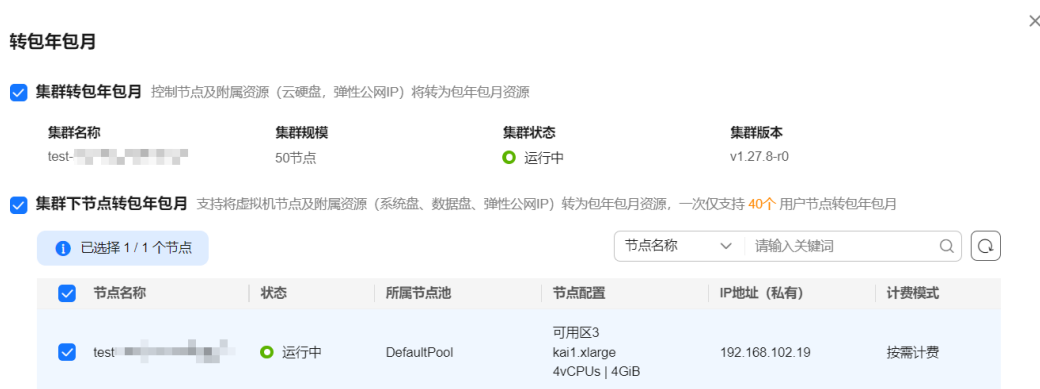 转包年包月
集群转包年包月 控制节点及附属资源（云硬盘，弹性公网IP）将转为包年包月资源
集群名称 集群规模 集群状态 集群版本
test- 50节点 运行中 v1.27.8-r0
集群下节点转包年包月 支持将虚拟机节点及附属资源（系统盘、数据盘、弹性公网IP）转为包年包月资源，一次仅支持 40个 用户节点转包年包月
已选择 1 / 1 个节点 节点名称 请输入关键词
节点名称 状态 所属节点池 节点配置 IP地址（私有） 计费模式
可用区3
test 运行中 DefaultPool kai1.xlarge 192.168.102.19 按需计费
4vCPUs | 4GiB